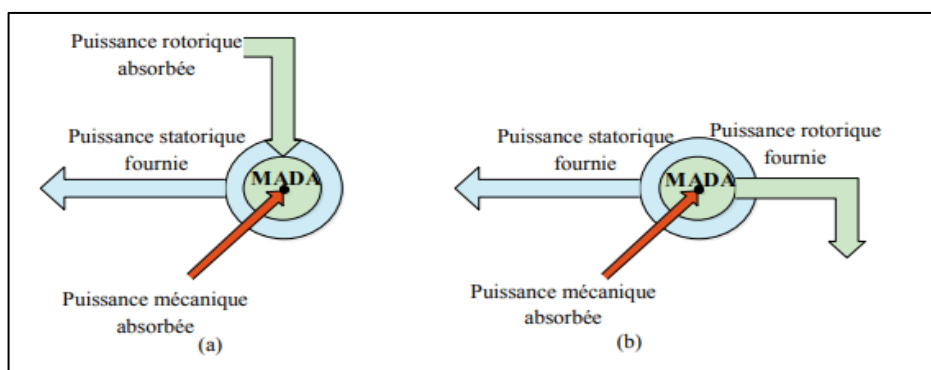 Puissance rotorique
absorbée
Puissance statorique
fournie
MADA
Puissance mécanique
absorbée
(a)
Puissance statorique
fournie
Puissance rotorique
fournie
MADA
Puissance mécanique
absorbée
(b)